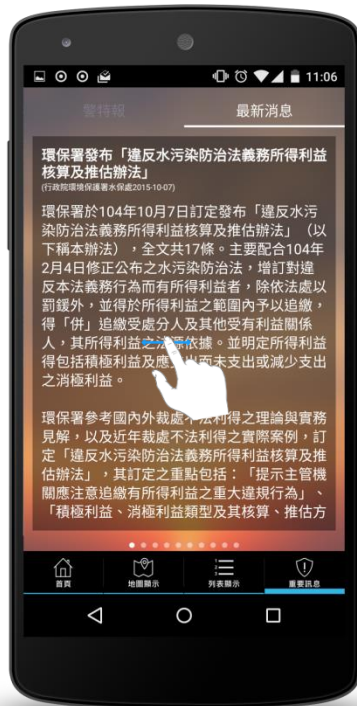 11:06
警特報
最新消息
環保署發布「違反水污染防治法義務所得利益
核算及推估辦法」
(行政院環境保護署水保處2015-10-07)
環保署於104年10月7日訂定發布「違反水污
染防治法義務所得利益核算及推估辦法」（以
下稱本辦法），全文共17條。主要配合104年
2月4日修正公布之水污染防治法，增訂對違
反本法義務行為而有所得利益者，除依法處以
罰鍰外，並得於所得利益之範圍內予以追繳，
得「併」追繳受處分人及其他受有利益關係
人，其所得利益之法律依據。並明定所得利益
得包括積極利益及應 而未支出或減少支出
之消極利益。
環保署參考國內外裁處不法利得之理論與實務
見解，以及近年裁處不法利得之實際案例，訂
定「違反水污染防治法義務所得利益核算及推
估辦法」，其訂定之重點包括：「提示主管機
關應注意追繳有所得利益之重大違規行為」、
「積極利益、消極利益類型及其核算、推估方
首頁 地圖顯示 列表顯示 重要訊息